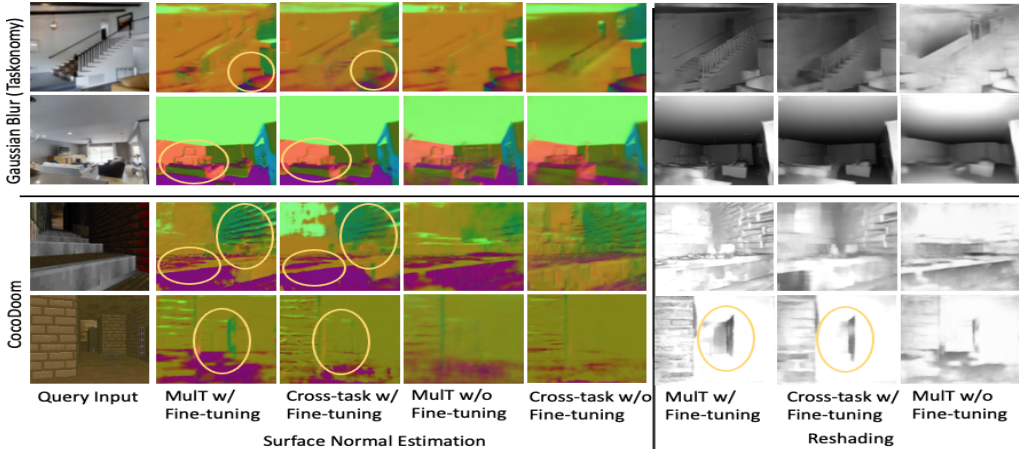 Gaussian Blur (Taskonomy)
CocoDoom
Query Input
MulT w/
Fine-tuning
Cross-task w/
Fine-tuning
MulT w/o
Fine-tuning
Cross-task w/o
Fine-tuning
MulT w/
Fine-tuning
Cross-task w/
Fine-tuning
MulT w/o
Fine-tuning
Surface Normal Estimation
Reshading